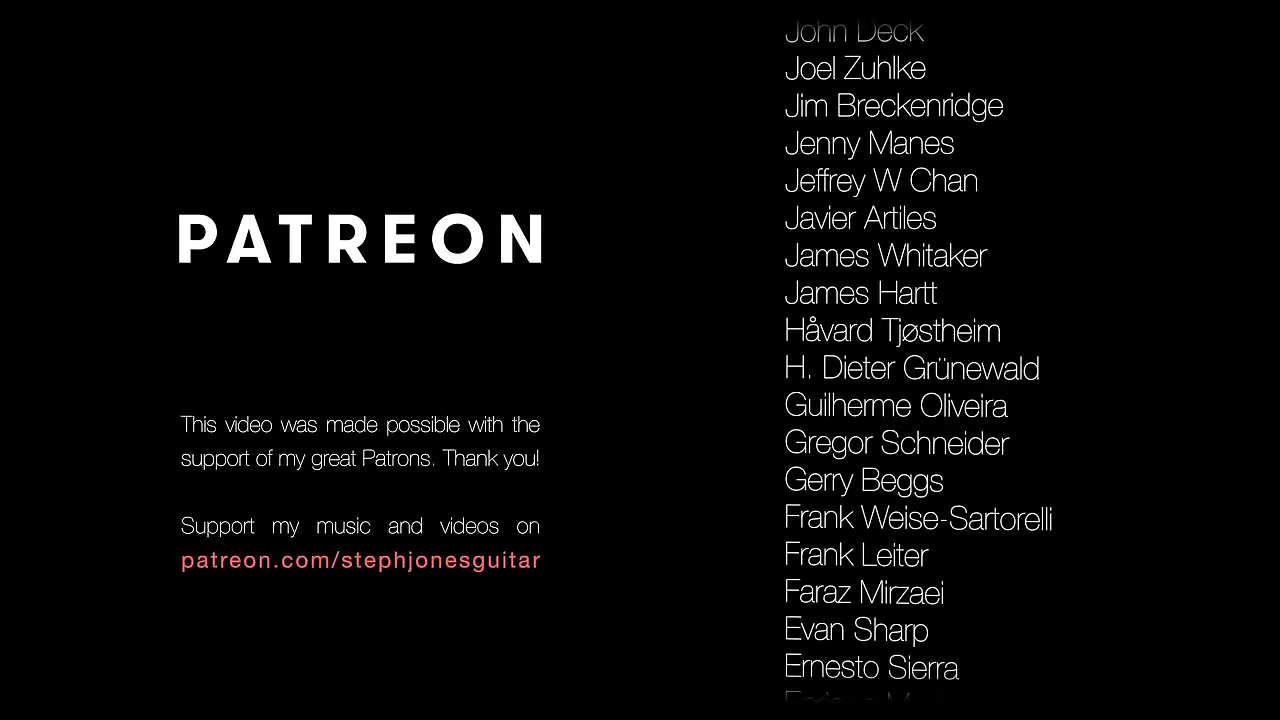 PATREON
This video was made possible with the
support of my great Patrons. Thank you!
Support my music and videos on
patreon.com/stephjonesguitar
John Deck
Joel Zuhlke
Jim Breckenridge
Jenny Manes
Jeffrey W Chan
Javier Artiles
James Whitaker
James Hartt
Håvard Tjøstheim
H. Dieter Grünewald
Guilherme Oliveira
Gregor Schneider
Gerry Beggs
Frank Weise-Sartorelli
Frank Leiter
Faraz Mirzaei
Evan Sharp
Ernesto Sierra